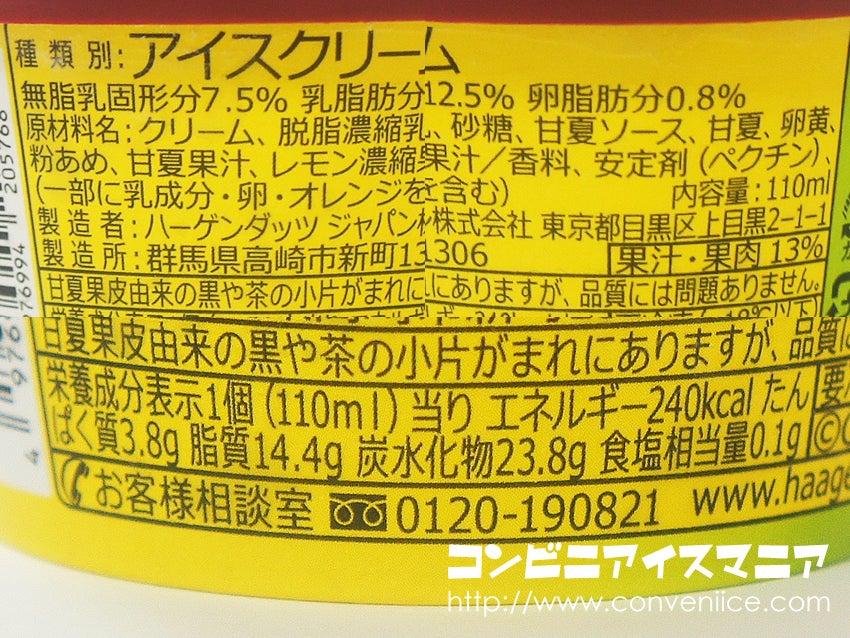 種類別：アイスクリーム
無脂乳固形分7.5% 乳脂肪分12.5% 卵脂肪分0.8%
原材料名：クリーム、脱脂濃縮乳、砂糖、甘夏ソース、甘夏、卵黄、
粉あめ、甘夏果汁、レモン濃縮果汁／香料、安定剤（ペクチン）、
（一部に乳成分・卵・オレンジを含む） 内容量：110ml
製造者：ハーゲンダッツ ジャパン株式会社 東京都目黒区上目黒2-1-1
製造所：群馬県高崎市新町1306 果汁・果肉 13%
甘夏果皮由来の黒や茶の小片がまれにありますが、品質には問題ありません。
甘夏果皮由来の黒や茶の小片がまれにありますが、品質に
栄養成分表示1個（110ml）当り エネルギー240kcal たん
ぱく質3.8g 脂質14.4g 炭水化物23.8g 食塩相当量0.1g
お客様相談室 0120-190821 www.haage
コンビニアイスマニア
http://www.conveniice.com/